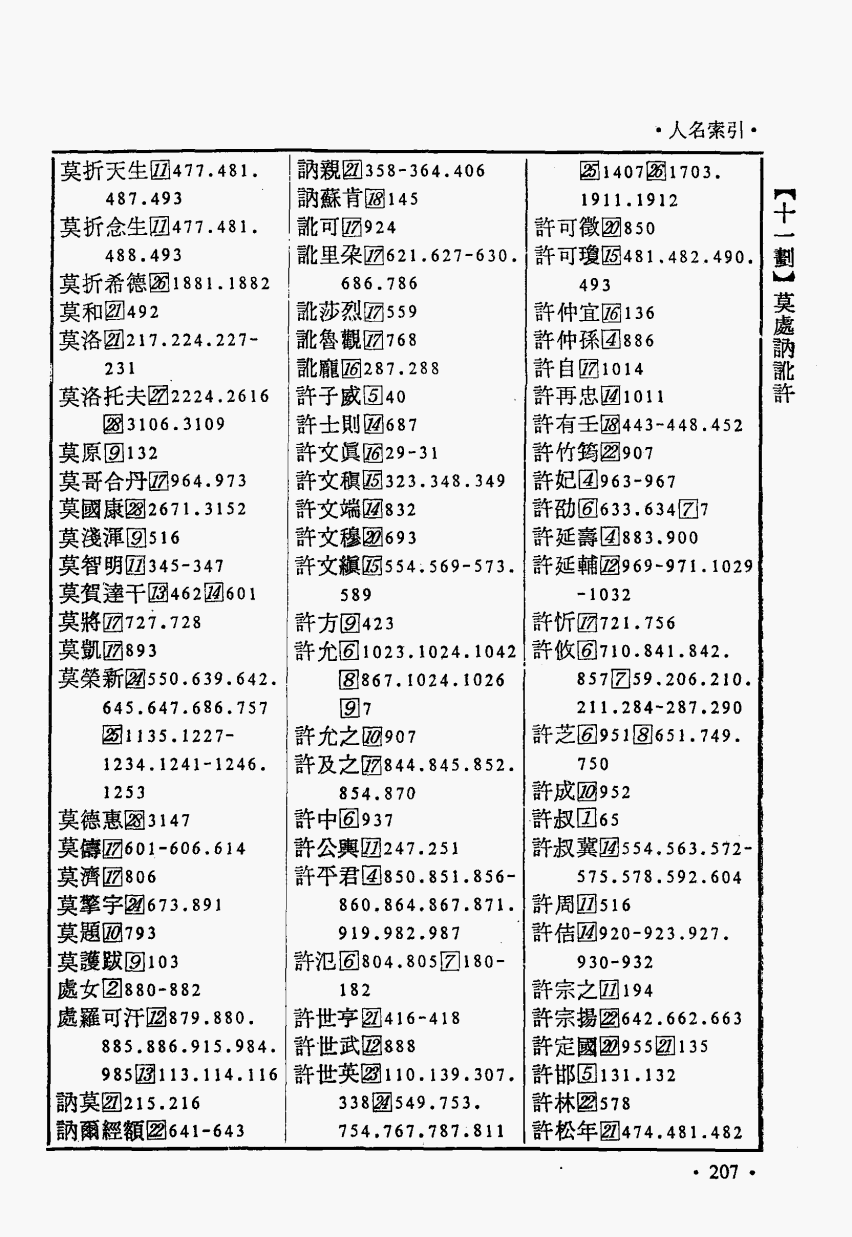 ·人名索引·
莫折天生[11]477.481.
487.493
莫折念生[11]477.481.
488.493
莫折希德[26]1881.1882
莫和[21]492
莫洛[21]217.224.227-
231
莫洛托夫[27]2224.2616
[28]3106.3109
莫原[9]132
莫哥合丹[17]964.973
莫國康[28]2671.3152
莫淺渾[9]516
莫智明[11]345-347
莫賀達干[13]462[14]601
莫將[17]727.728
莫凱[17]893
莫榮新[24]550.639.642.
645.647.686.757
[25]1135.1227-
1234.1241-1246.
1253
莫德惠[28]3147
莫儔[17]601-606.614
莫濟[17]806
莫擎宇[24]673.891
莫題[10]793
莫護跋[9]103
處女[2]880-882
處羅可汗[12]879.880.
885.886.915.984.
985[13]113.114.116
訥莫[21]215.216
訥爾經額[22]641-643
訥親[21]358-364.406
訥蘇肯[18]145
訛可[17]924
訛里朵[17]621.627-630.
686.786
訛莎烈[17]559
訛魯觀[17]768
訛龐[16]287.288
許子威[5]40
許士則[14]687
許文眞[16]29-31
許文稹[15]323.348.349
許文端[14]832
許文穆[20]693
許文縝[15]554.569-573.
589
許方[9]423
許允[6]1023.1024.1042
[8]867.1024.1026
[9]7
許允之[10]907
許及之[17]844.845.852.
854.870
許中[6]937
許公輿[11]247.251
許平君[4]850.851.856-
860.864.867.871.
919.982.987
許汜[6]804.805[7]180-
182
許世亨[21]416-418
許世武[12]888
許世英[23]110.139.307.
338[24]549.753.
754.767.787.811
[25]1407[26]1703.
1911.1912
許可徵[20]850
許可瓊[15]481.482.490.
493
許仲宜[16]136
許仲孫[4]886
許自[17]1014
許再忠[14]1011
許有壬[18]443-448.452
許竹筠[22]907
許妃[4]963-967
許劭[6]633.634[7]7
許延壽[4]883.900
許延輔[12]969-971.1029
-1032
許忻[17]721.756
許攸[6]710.841.842.
857[7]59.206.210.
211.284-287.290
許芝[6]951[8]651.749.
750
許成[10]952
許叔[1]65
許叔冀[14]554.563.572-
575.578.592.604
許周[11]516
許佶[14]920-923.927.
930-932
許宗之[11]194
許宗揚[22]642.662.663
許定國[20]955[21]135
許邯[5]131.132
許林[22]578
許松年[21]474.481.482
【十一劃】莫處訥訛許
·207·